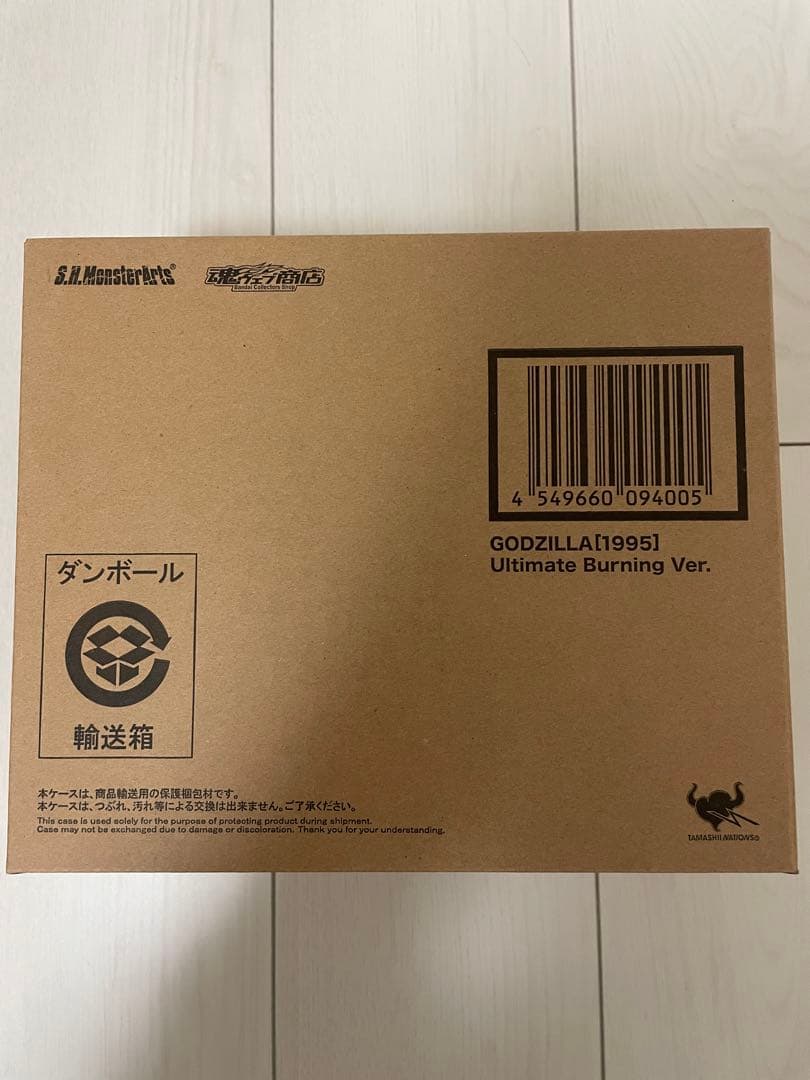 S.H.MonsterArts®
魂ウェブ商店
Bandai Collectors Shop
4 549660 094005
GODZILLA[1995]
Ultimate Burning Ver.
ダンボール
輸送箱
本ケースは、商品輸送用の保護梱包材です。
本ケースは、つぶれ、汚れ等による交換は出来ません。ご了承ください。
This case is used solely for the purpose of protecting product during shipment.
Case may not be exchanged due to damage or discoloration. Thank you for your understanding.
TAMASHII NATIONS®